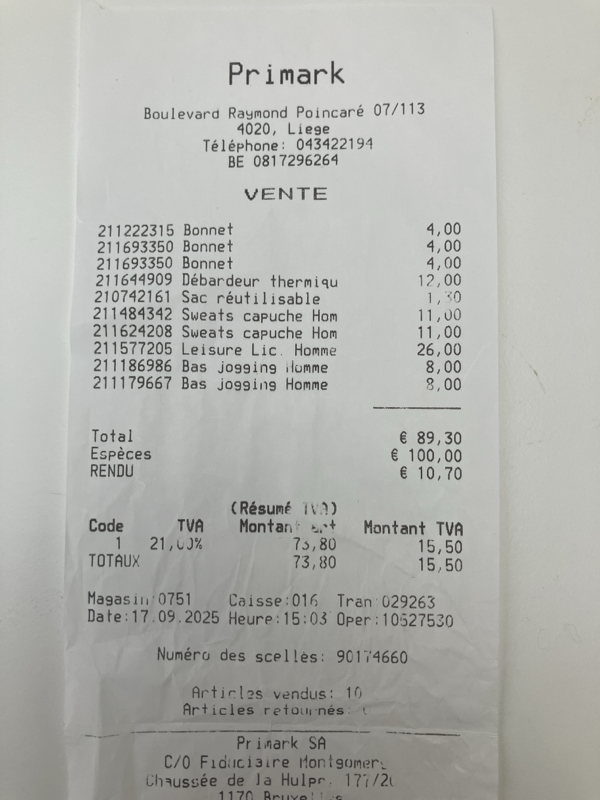 Primark
Boulevard Raymond Poincaré 07/113
4020, Liege
Téléphone: 043422194
BE 0817296264
VENTE
211222315 Bonnet 4,00
211693350 Bonnet 4,00
211693350 Bonnet 4,00
211644909 Débardeur thermiqu 12,00
210742161 Sac réutilisable 1,30
211484342 Sweats capuche Hom 11,00
211624208 Sweats capuche Hom 11,00
211577205 Leisure Lic. Homme 26,00
211186986 Bas jogging Homme 8,00
211179667 Bas jogging Homme 8,00
Total € 89,30
Espèces € 100,00
RENDU € 10,70
(Résumé TVA)
Code TVA Montant Montant TVA
1 21,00% 73,80 15,50
TOTAUX 73,80 15,50
Magasin:0751 Caisse:016 Tran:029263
Date:17.09.2025 Heure:15:03 Oper:10527530
Numéro des scellés: 90174660
Articles vendus: 10
Articles retournés:
Primark SA
C/O Fiduciaire Montgomery
Chaussée de la Hulpe,
1170 Bruxelles